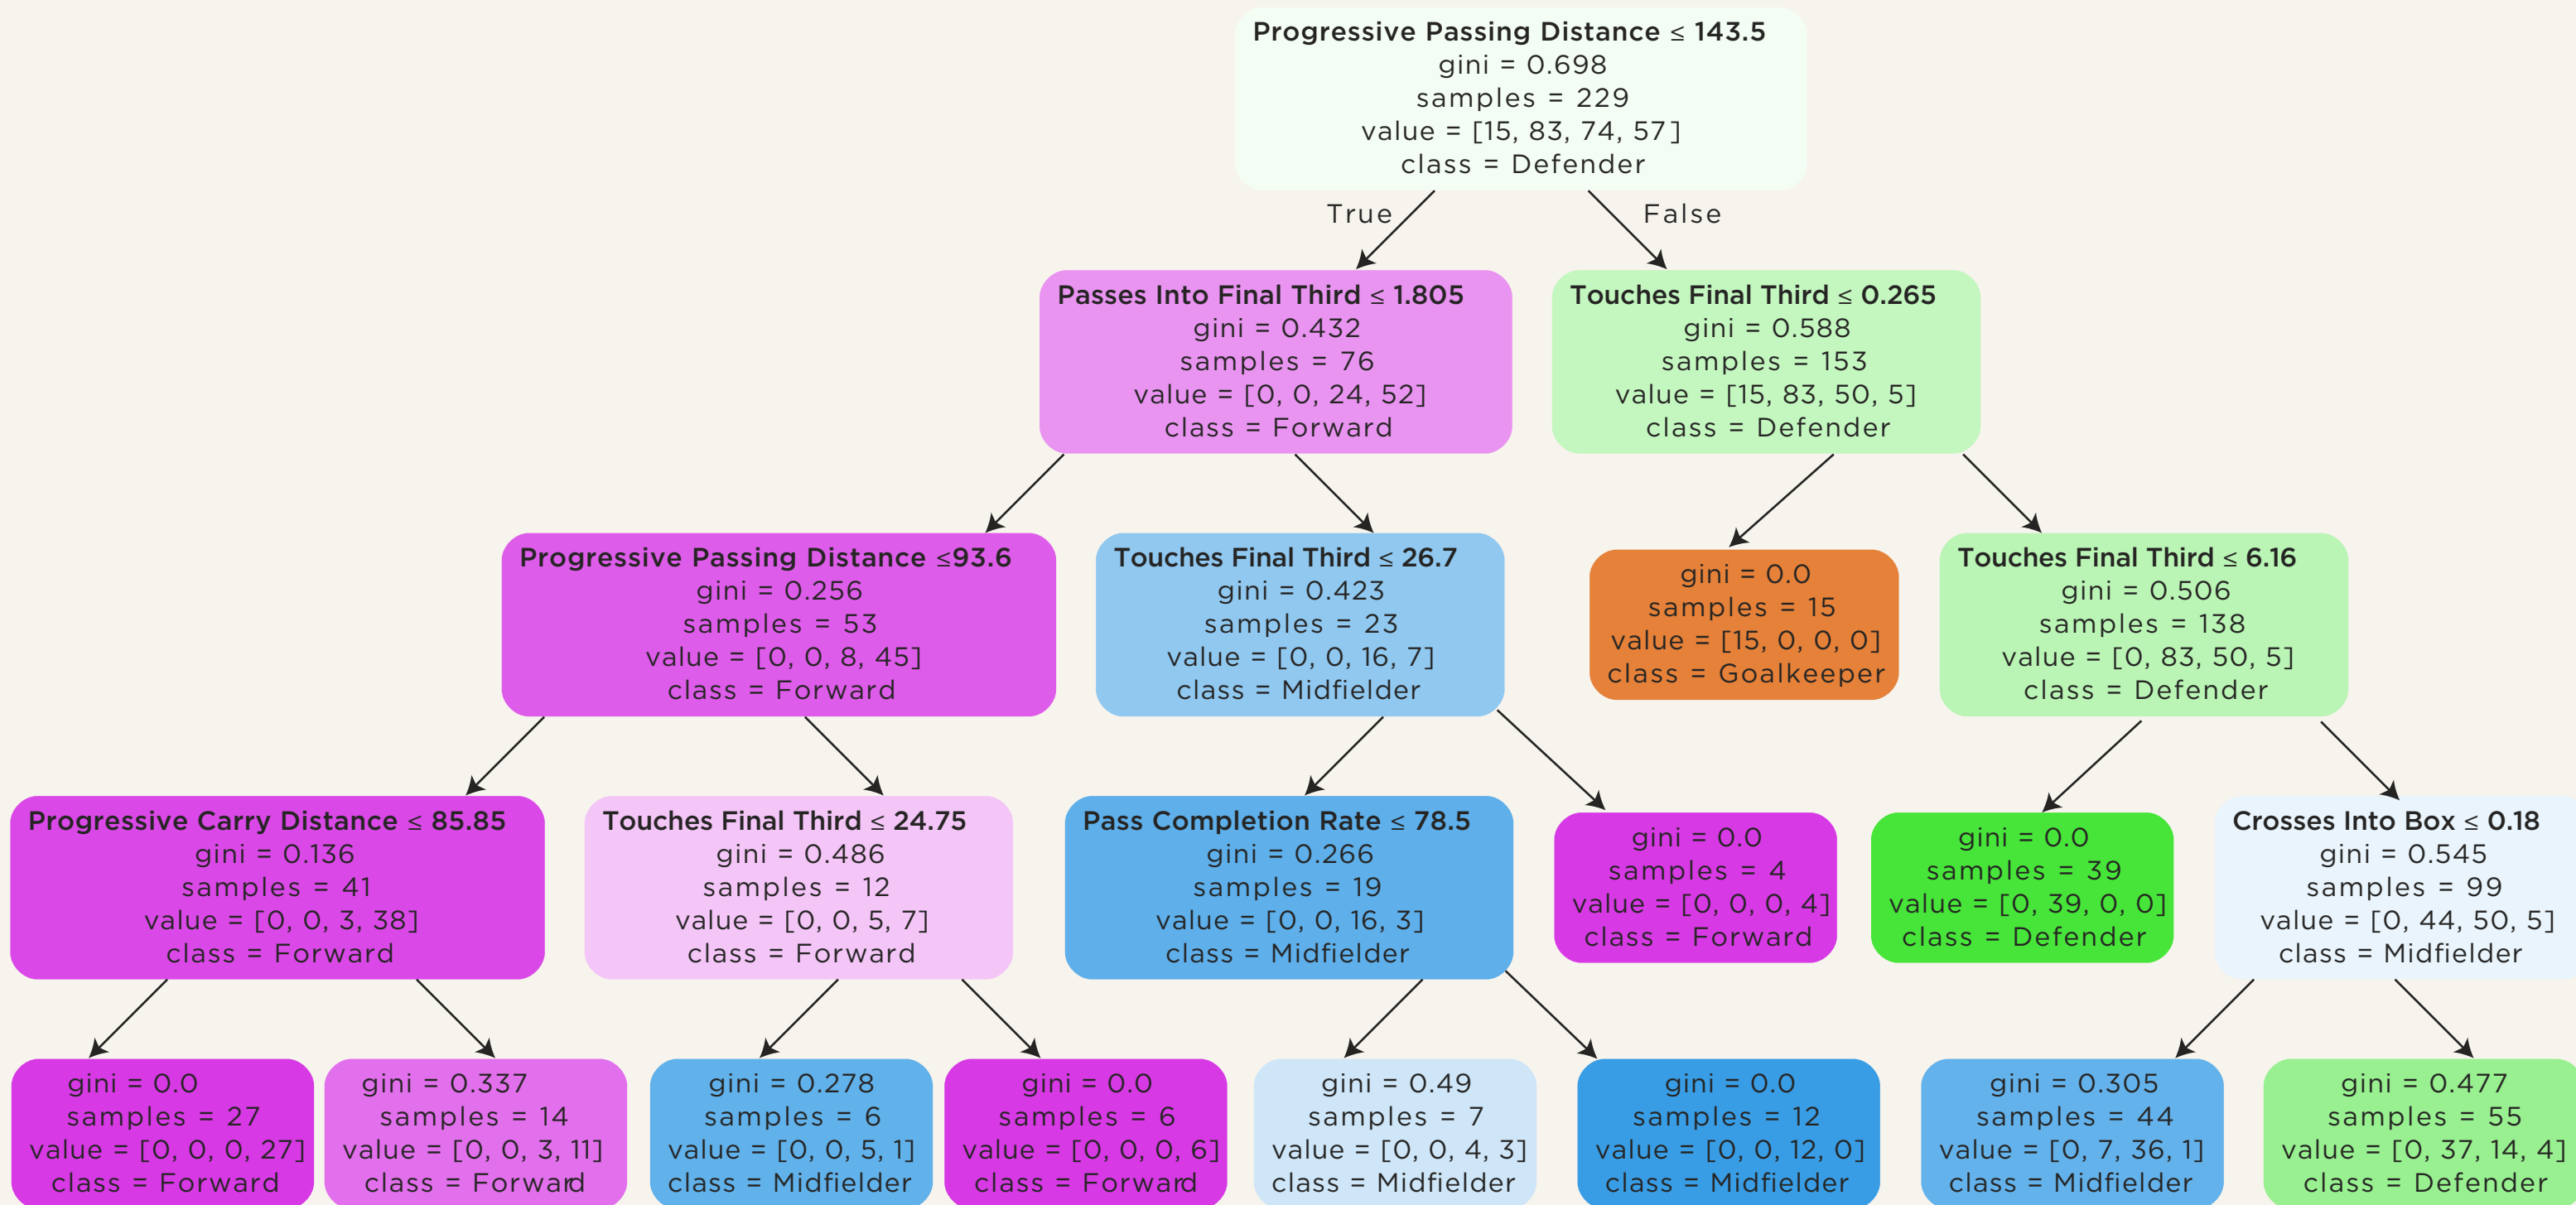 Progressive Passing Distance ≤ 143.5
gini = 0.698
samples = 229
value = [15, 83, 74, 57]
class = Defender
True
False
Passes Into Final Third ≤ 1.805
gini = 0.432
samples = 76
value = [0, 0, 24, 52]
class = Forward
Touches Final Third ≤ 0.265
gini = 0.588
samples = 153
value = [15, 83, 50, 5]
class = Defender
Progressive Passing Distance ≤93.6
gini = 0.256
samples = 53
value = [0, 0, 8, 45]
class = Forward
Touches Final Third ≤ 26.7
gini = 0.423
samples = 23
value = [0, 0, 16, 7]
class = Midfielder
gini = 0.0
samples = 15
value = [15, 0, 0, 0]
class = Goalkeeper
Touches Final Third ≤ 6.16
gini = 0.506
samples = 138
value = [0, 83, 50, 5]
class = Defender
Progressive Carry Distance ≤ 85.85
gini = 0.136
samples = 41
value = [0, 0, 3, 38]
class = Forward
Touches Final Third ≤ 24.75
gini = 0.486
samples = 12
value = [0, 0, 5, 7]
class = Forward
Pass Completion Rate ≤ 78.5
gini = 0.266
samples = 19
value = [0, 0, 16, 3]
class = Midfielder
gini = 0.0
samples = 4
value = [0, 0, 0, 4]
class = Forward
gini = 0.0
samples = 39
value = [0, 39, 0, 0]
class = Defender
Crosses Into Box ≤ 0.18
gini = 0.545
samples = 99
value = [0, 44, 50, 5]
class = Midfielder
gini = 0.0
samples = 27
value = [0, 0, 0, 27]
class = Forward
gini = 0.337
samples = 14
value = [0, 0, 3, 11]
class = Forward
gini = 0.278
samples = 6
value = [0, 0, 5, 1]
class = Midfielder
gini = 0.0
samples = 6
value = [0, 0, 0, 6]
class = Forward
gini = 0.49
samples = 7
value = [0, 0, 4, 3]
class = Midfielder
gini = 0.0
samples = 12
value = [0, 0, 12, 0]
class = Midfielder
gini = 0.305
samples = 44
value = [0, 7, 36, 1]
class = Midfielder
gini = 0.477
samples = 55
value = [0, 37, 14, 4]
class = Defender